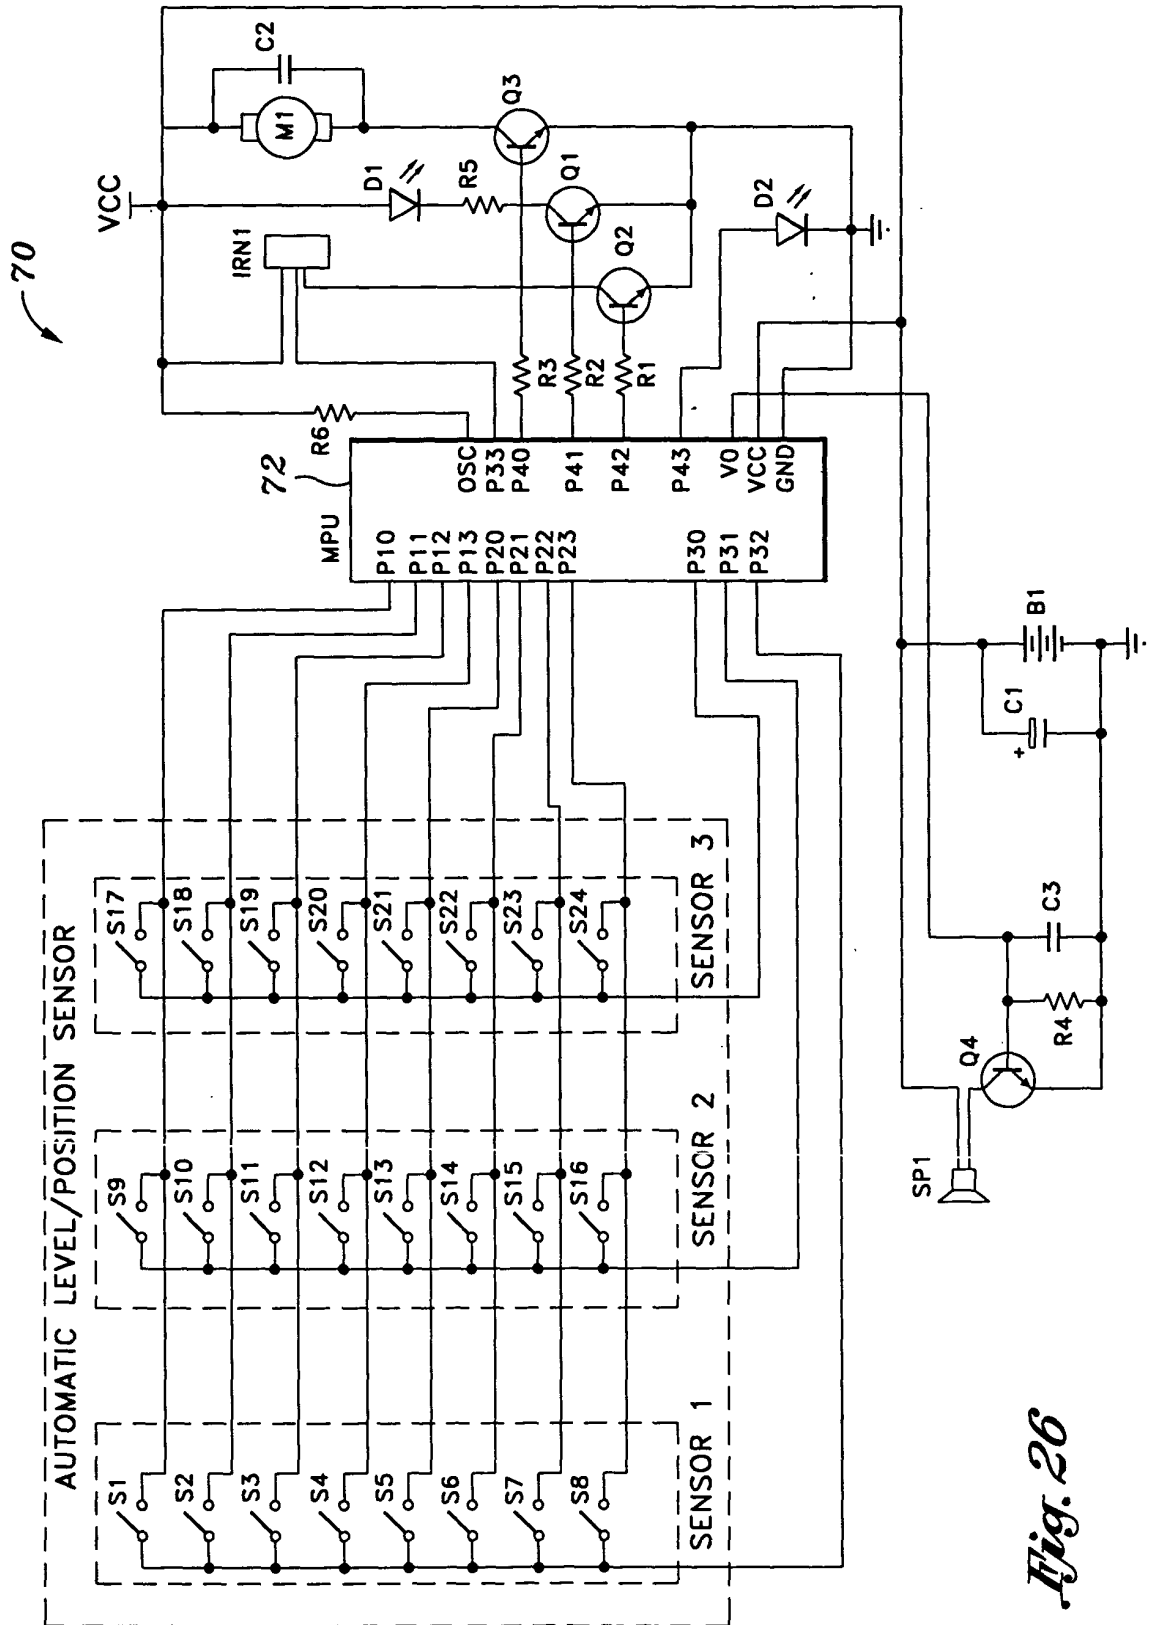 70
VCC
C2
M1
Q3
D1
R5
Q1
IRN1
Q2
D2
R6
R3
R2
R1
72
MPU
OSC
P33
P40
P41
P42
P43
VO
VCC
GND
P10
P11
P12
P13
P20
P21
P22
P23
P30
P31
P32
AUTOMATIC LEVEL/POSITION SENSOR
S17
S18
S19
S20
S21
S22
S23
S24
SENSOR 3
S9
S10
S11
S12
S13
S14
S15
S16
SENSOR 2
S1
S2
S3
S4
S5
S6
S7
S8
SENSOR 1
B1
C1
+
C3
R4
Q4
SP1
Fig. 26